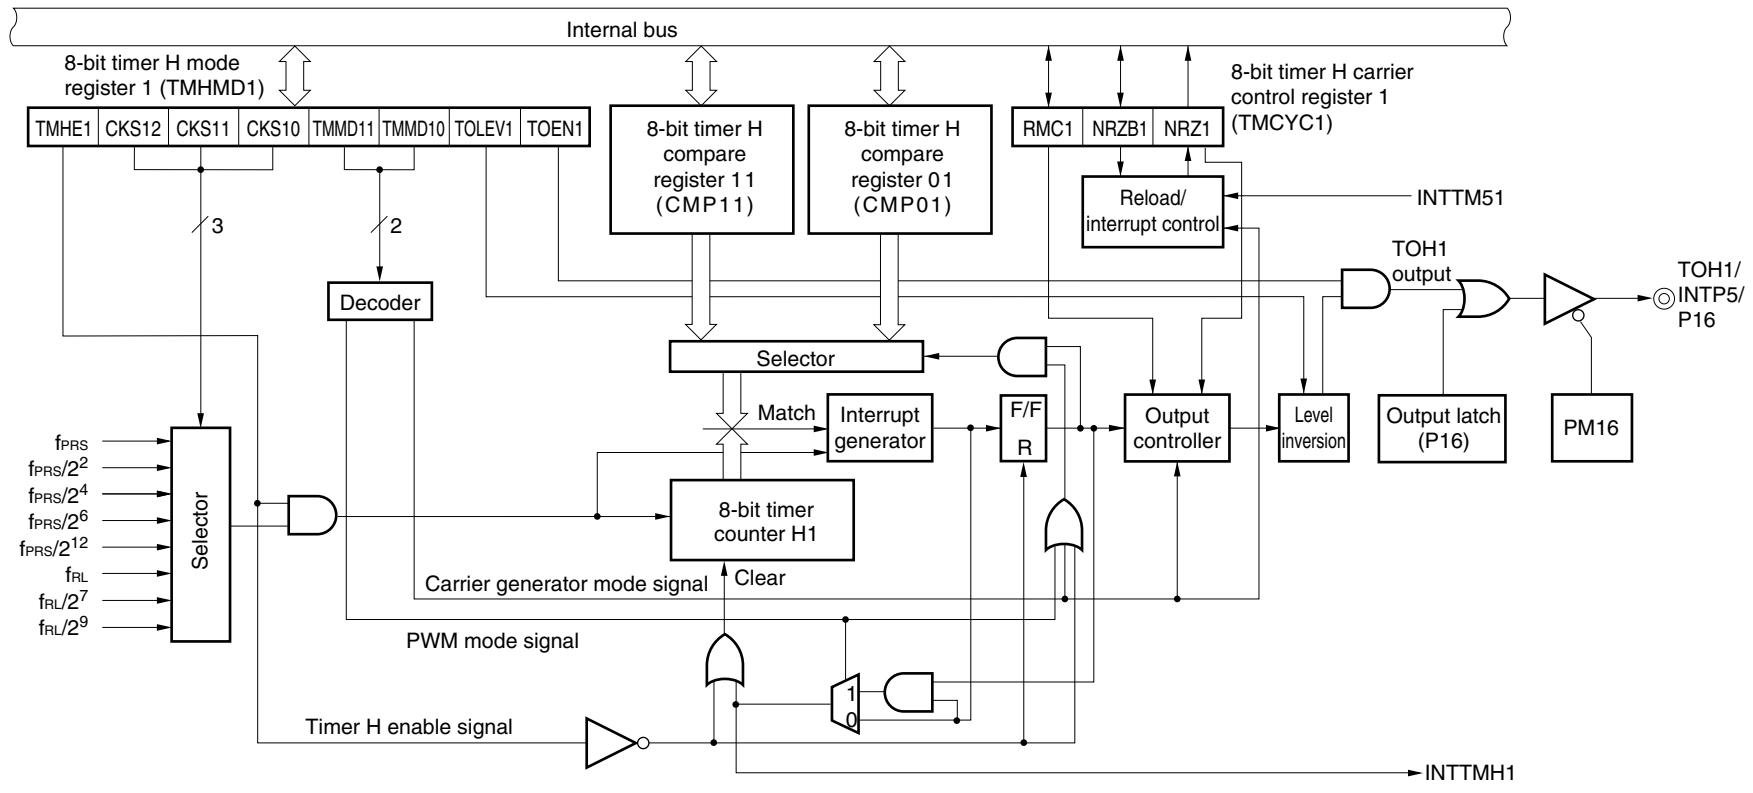 Internal bus
8-bit timer H mode
register 1 (TMHMD1)
8-bit timer H carrier
control register 1
(TMCYC1)
TMHE1 CKS12 CKS11 CKS10 TMMD11 TMMD10 TOLEV1 TOEN1
8-bit timer H
compare
register 11
(CMP11)
8-bit timer H
compare
register 01
(CMP01)
RMC1 NRZB1 NRZ1
Reload/
interrupt control
INTTM51
3
2
Decoder
TOH1
output
TOH1/
INTP5/
P16
Selector
Match
Interrupt
generator
F/F
R
Output
controller
Level
inversion
Output latch
(P16)
PM16
fPRS
fPRS/2²
fPRS/2⁴
fPRS/2⁶
fPRS/2¹²
fRL
fRL/2⁷
fRL/2⁹
Selector
8-bit timer
counter H1
Carrier generator mode signal
Clear
PWM mode signal
1
0
Timer H enable signal
INTTMH1